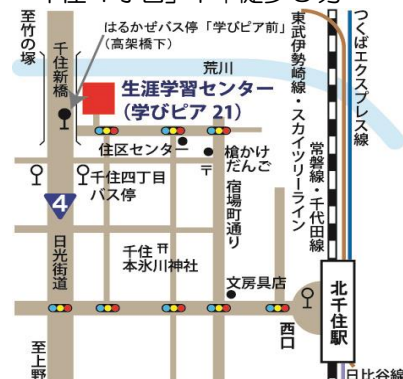 至竹の塚
千住新橋
はるかぜバス停「学びピア前」
(高架橋下)
荒川
生涯学習センター
(学びピア21)
東武伊勢崎線・スカイツリーライン
つくばエクスプレス線
常磐線・千代田線
住区センター
槍かけ
だんご
〒
千住四丁目
バス停
宿場町通り
4
日光街道
千住
本氷川神社
文房具店
西口
北千住駅
至上野
日比谷線